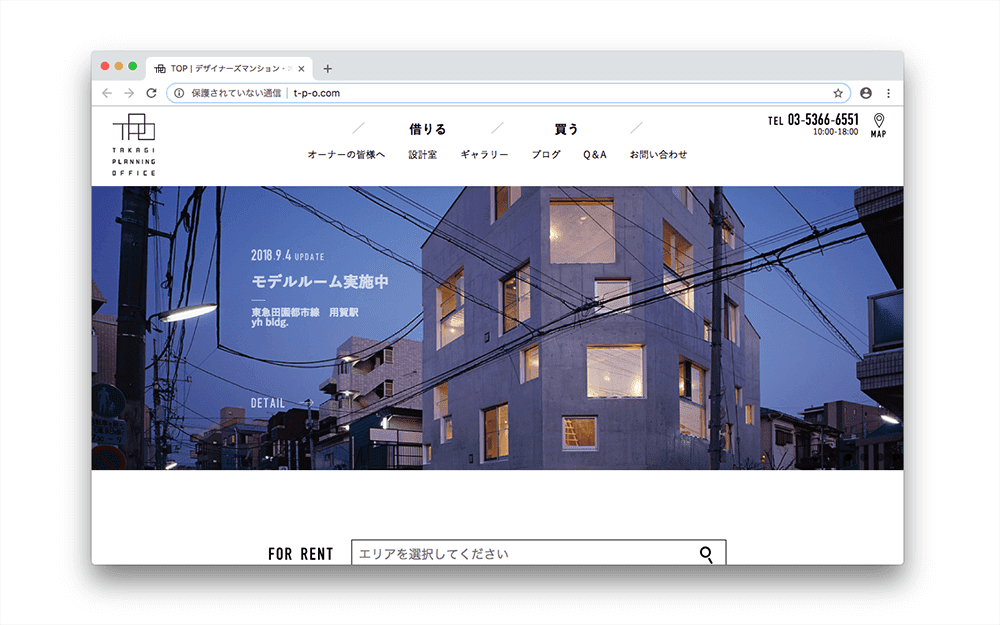 TOP | デザイナーズマンション・
保護されていない通信 | t-p-o.com
TPO
TAKAGI
PLANNING
OFFICE
借りる
買う
オーナーの皆様へ
設計室
ギャラリー
ブログ
Q&A
お問い合わせ
TEL 03-5366-6551
10:00-18:00
MAP
2018.9.4 UPDATE
モデルルーム実施中
東急田園都市線 用賀駅
yh bldg.
DETAIL
FOR RENT
エリアを選択してください